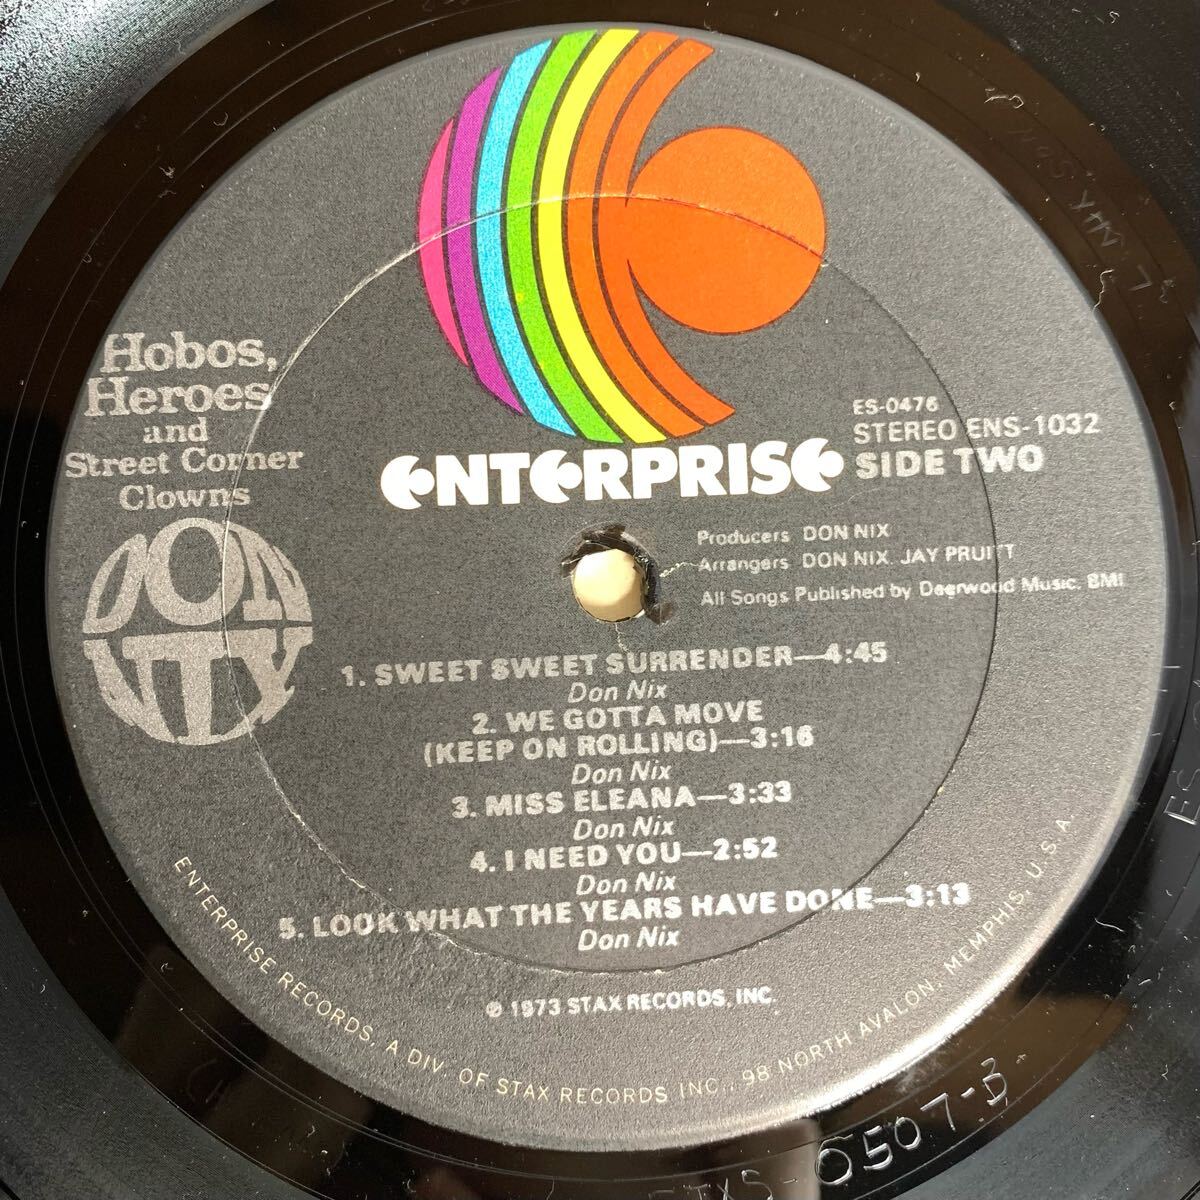 Hobos,
Heroes
and
Street Corner
Clowns
DON
NIX
ENTERPRISE
ES-0476
STEREO ENS-1032
SIDE TWO
Producers DON NIX
Arrangers DON NIX, JAY PRUITT
All Songs Published by Deerwood Music, BMI
1. SWEET SWEET SURRENDER—4:45
Don Nix
2. WE GOTTA MOVE
(KEEP ON ROLLING)—3:16
Don Nix
3. MISS ELEANA—3:33
Don Nix
4. I NEED YOU—2:52
Don Nix
5. LOOK WHAT THE YEARS HAVE DONE—3:13
Don Nix
℗ 1973 STAX RECORDS, INC.
ENTERPRISE RECORDS, A DIV. OF STAX RECORDS INC., 98 NORTH AVALON, MEMPHIS, U.S.A.
0507-B